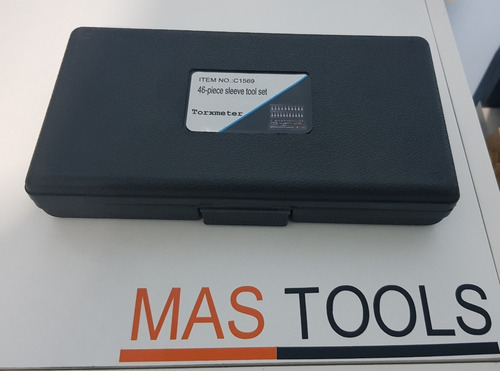 ITEM NO.:C1569
46-piece sleeve tool set
Torxmeter
MAS TOOLS